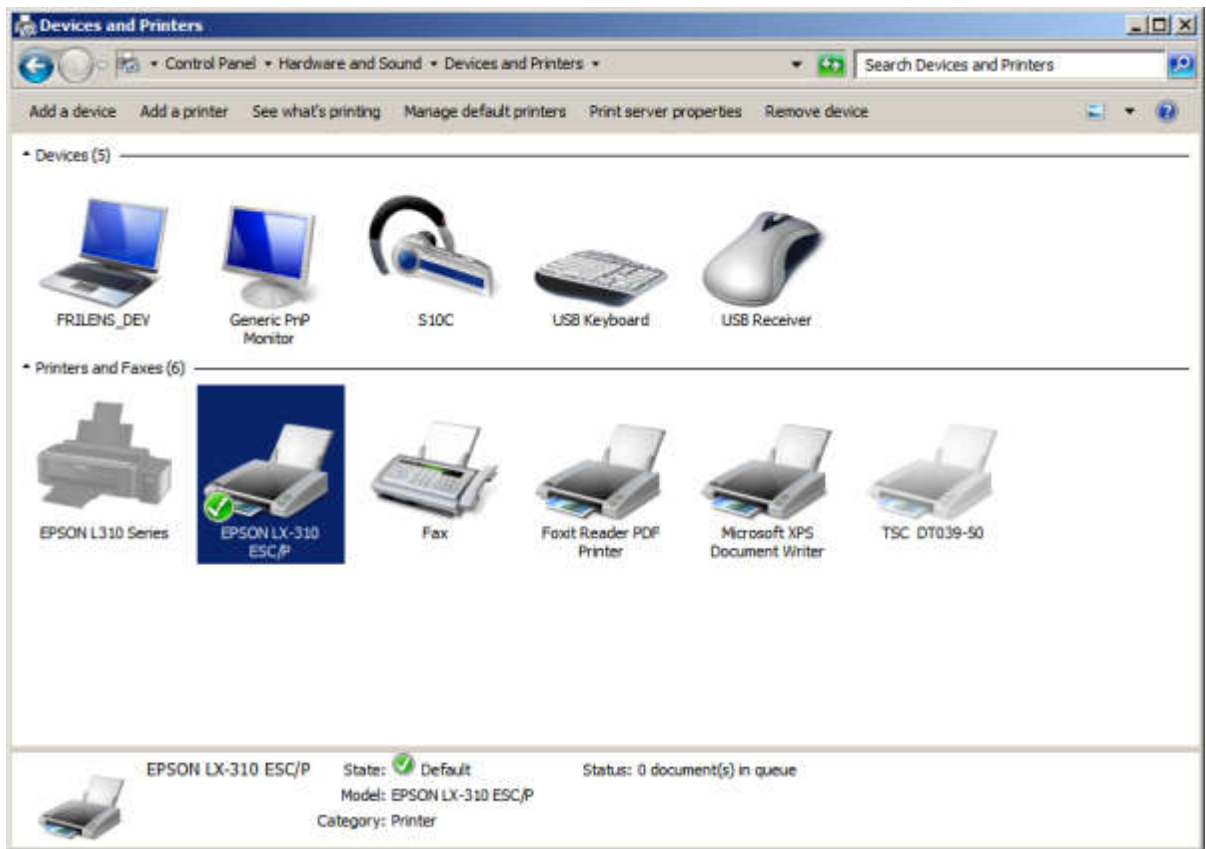 Devices and Printers
Control Panel Hardware and Sound Devices and Printers
Search Devices and Printers
Add a device Add a printer See what's printing Manage default printers Print server properties Remove device
Devices (5)
FRILENS_DEV
Generic PnP
Monitor
S10C
USB Keyboard
USB Receiver
Printers and Faxes (6)
EPSON L310 Series
EPSON LX-310
ESC/P
Fax
Foxit Reader PDF
Printer
Microsoft XPS
Document Writer
TSC DT039-50
EPSON LX-310 ESC/P State: Default Status: 0 document(s) in queue
Model: EPSON LX-310 ESC/P
Category: Printer